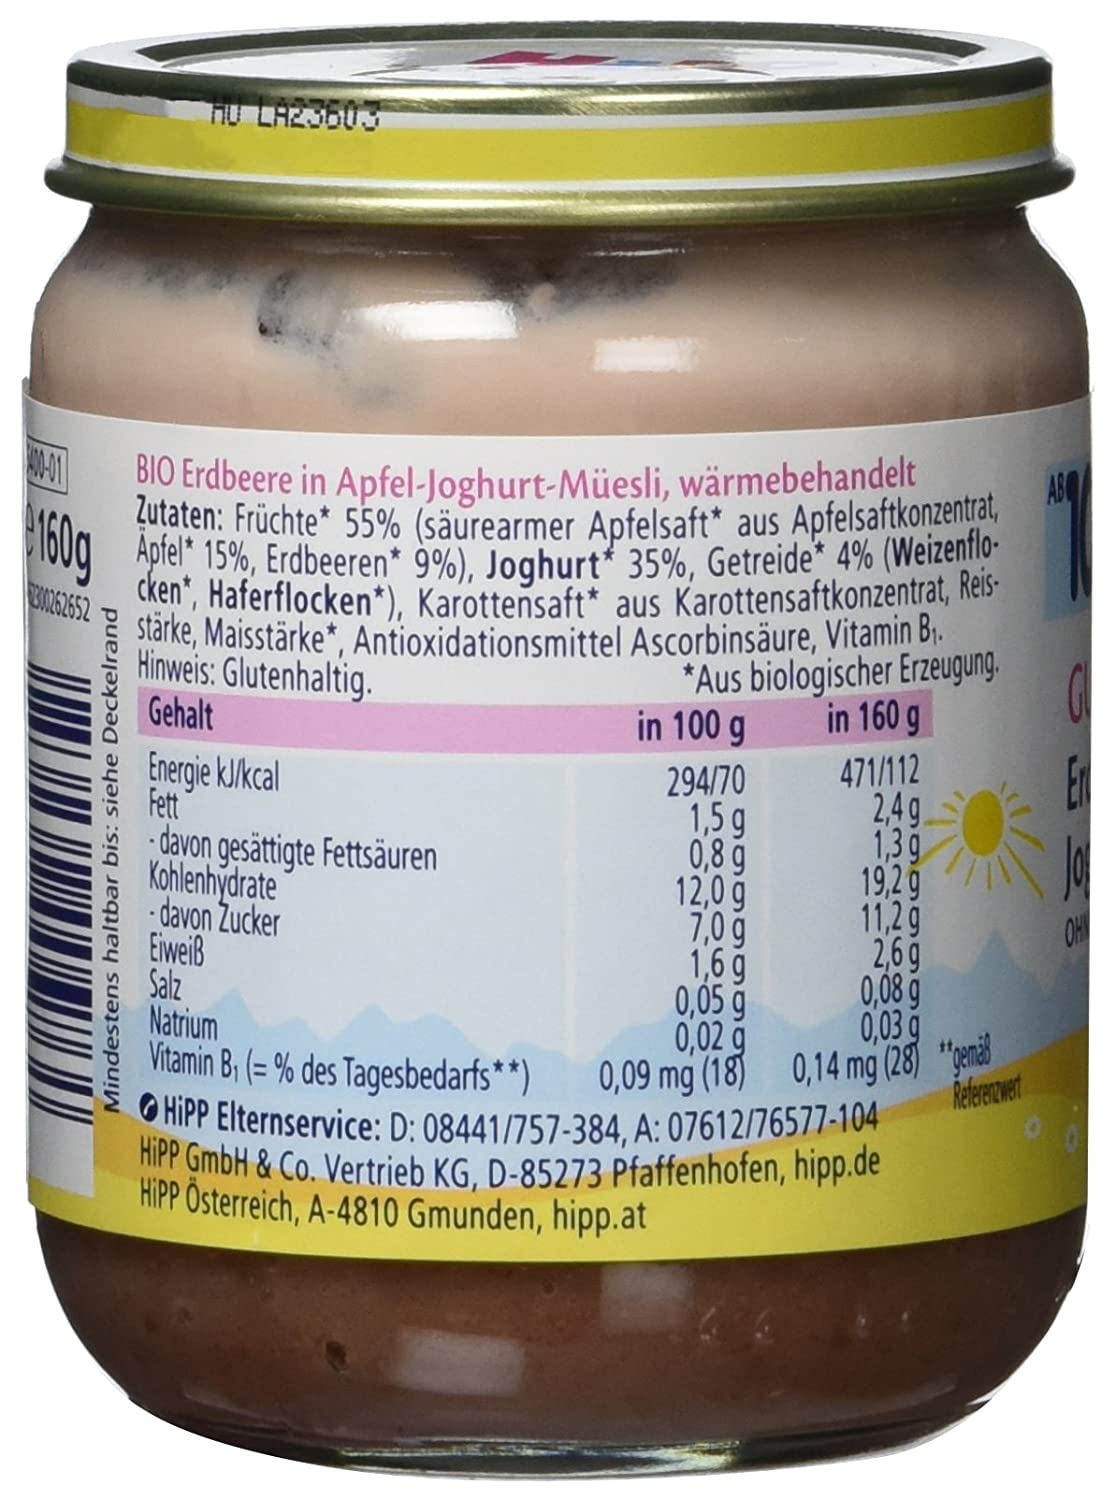 MU LA23603
BIO Erdbeere in Apfel-Joghurt-Müesli, wärmebehandelt
Zutaten: Früchte* 55% (säurearmer Apfelsaft* aus Apfelsaftkonzentrat,
Äpfel* 15%, Erdbeeren* 9%), Joghurt* 35%, Getreide* 4% (Weizenflo-
cken*, Haferflocken*), Karottensaft* aus Karottensaftkonzentrat, Reis-
stärke, Maisstärke*, Antioxidationsmittel Ascorbinsäure, Vitamin B₁.
Hinweis: Glutenhaltig. *Aus biologischer Erzeugung.
Gehalt in 100 g in 160 g
Energie kJ/kcal 294/70 471/112
Fett 1,5 g 2,4 g
- davon gesättigte Fettsäuren 0,8 g 1,3 g
Kohlenhydrate 12,0 g 19,2 g
- davon Zucker 7,0 g 11,2 g
Eiweiß 1,6 g 2,6 g
Salz 0,05 g 0,08 g
Natrium 0,02 g 0,03 g
Vitamin B₁ (= % des Tagesbedarfs**) 0,09 mg (18) 0,14 mg (28)
**gemäß
Referenzwert
HiPP Elternservice: D: 08441/757-384, A: 07612/76577-104
HiPP GmbH & Co. Vertrieb KG, D-85273 Pfaffenhofen, hipp.de
HiPP Österreich, A-4810 Gmunden, hipp.at
400-01
e 160g
62300262652
Mindestens haltbar bis: siehe Deckelrand
AB 10